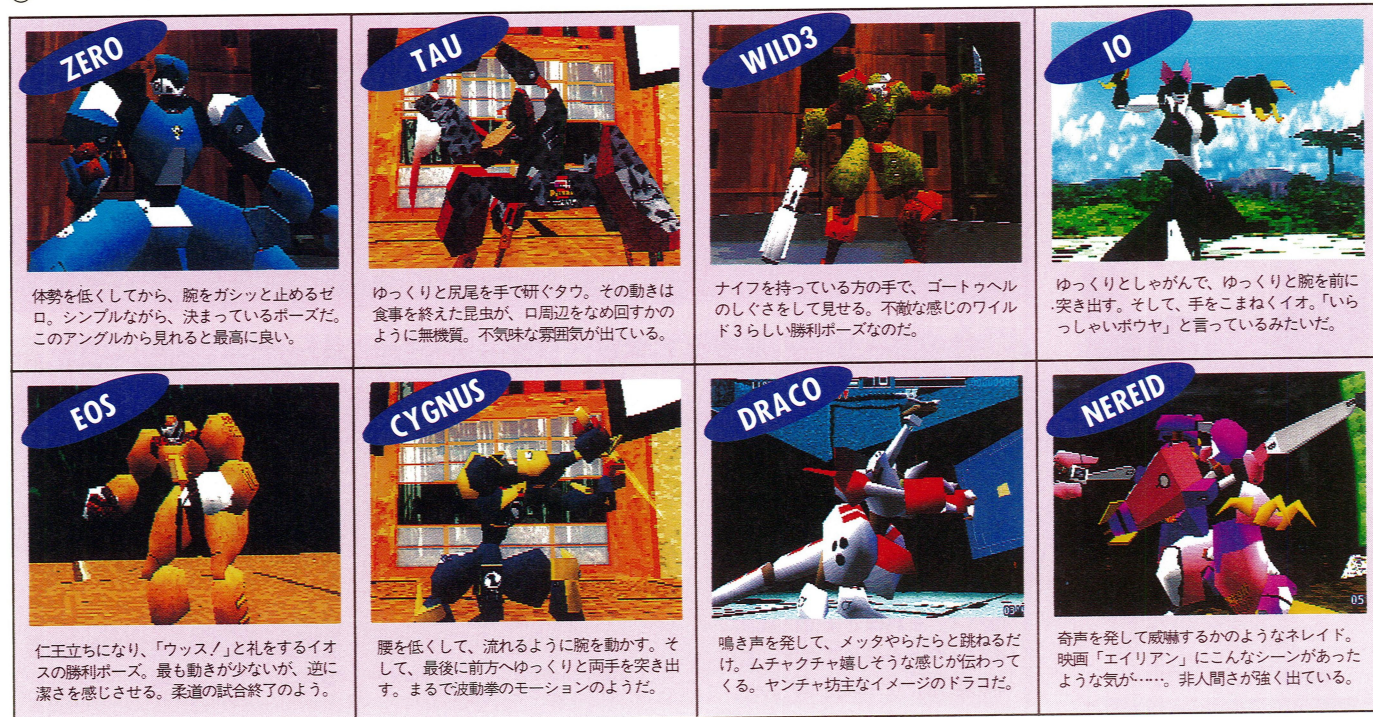 ZERO
体勢を低くしてから、腕をガシッと止めるゼ
ロ。シンプルながら、決まっているポーズだ。
このアングルから見れると最高に良い。
TAU
ゆっくりと尻尾を手で研ぐタウ。その動きは
食事を終えた昆虫が、口周辺をなめ回すかの
ように無機質。不気味な雰囲気が出ている。
WILD3
ナイフを持っている方の手で、ゴートゥヘル
のしぐさをして見せる。不敵な感じのワイル
ド3らしい勝利ポーズなのだ。
IO
ゆっくりとしゃがんで、ゆっくりと腕を前に
突き出す。そして、手をこまねくイオ。「いら
っしゃいボウヤ」と言っているみたいだ。
EOS
仁王立ちになり、「ウッス!」と礼をするイオ
スの勝利ポーズ。最も動きが少ないが、逆に
潔さを感じさせる。柔道の試合終了のよう。
CYGNUS
腰を低くして、流れるように腕を動かす。そ
して、最後に前方へゆっくりと両手を突き出
す。まるで波動拳のモーションのようだ。
DRACO
鳴き声を発して、メッタやらたらと跳ねるだ
け。ムチャクチャ嬉しそうな感じが伝わって
くる。ヤンチャ坊主なイメージのドラコだ。
NEREID
05
奇声を発して威嚇するかのようなネレイド。
映画「エイリアン」にこんなシーンがあった
ような気が……。非人間さが強く出ている。